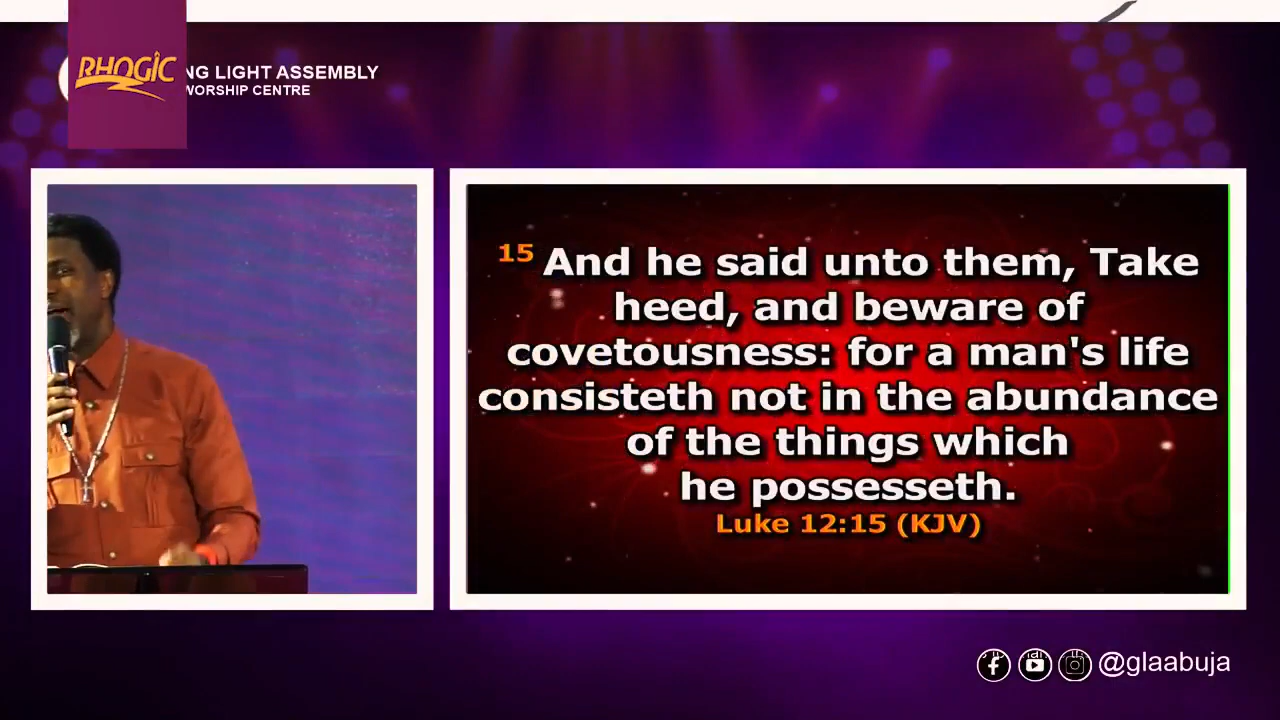 RHOGIC
NG LIGHT ASSEMBLY
WORSHIP CENTRE
15 And he said unto them, Take
heed, and beware of
covetousness: for a man's life
consisteth not in the abundance
of the things which
he possesseth.
Luke 12:15 (KJV)
@glaabuja